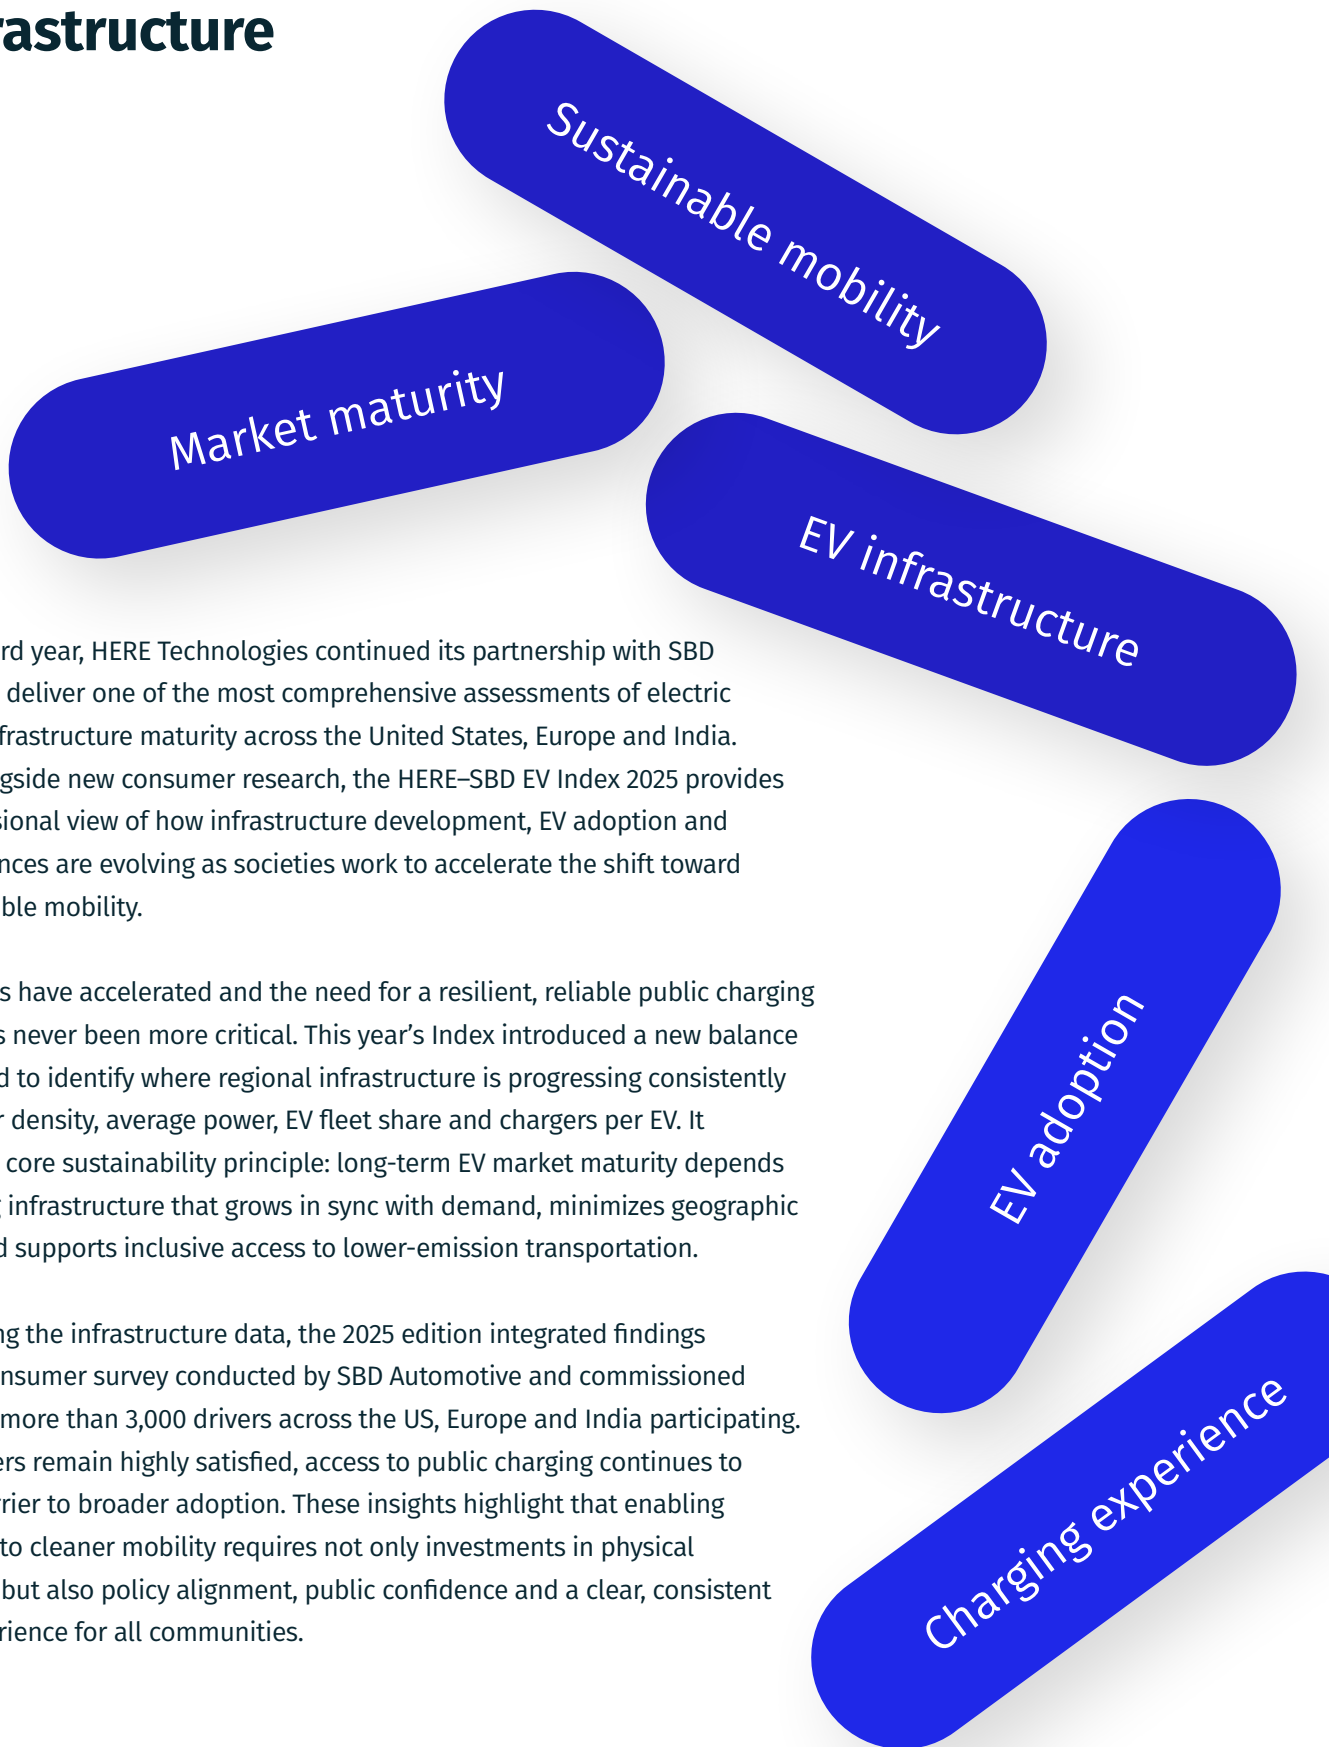 rastructure
Sustainable mobility
Market maturity
EV infrastructure
rd year, HERE Technologies continued its partnership with SBD
deliver one of the most comprehensive assessments of electric
frastructure maturity across the United States, Europe and India.
gside new consumer research, the HERE–SBD EV Index 2025 provides
sional view of how infrastructure development, EV adoption and
nces are evolving as societies work to accelerate the shift toward
ble mobility.
s have accelerated and the need for a resilient, reliable public charging
s never been more critical. This year’s Index introduced a new balance
d to identify where regional infrastructure is progressing consistently
r density, average power, EV fleet share and chargers per EV. It
core sustainability principle: long-term EV market maturity depends
g infrastructure that grows in sync with demand, minimizes geographic
d supports inclusive access to lower-emission transportation.
ng the infrastructure data, the 2025 edition integrated findings
nsumer survey conducted by SBD Automotive and commissioned
more than 3,000 drivers across the US, Europe and India participating.
ers remain highly satisfied, access to public charging continues to
rrier to broader adoption. These insights highlight that enabling
to cleaner mobility requires not only investments in physical
but also policy alignment, public confidence and a clear, consistent
rience for all communities.
EV adoption
Charging experience